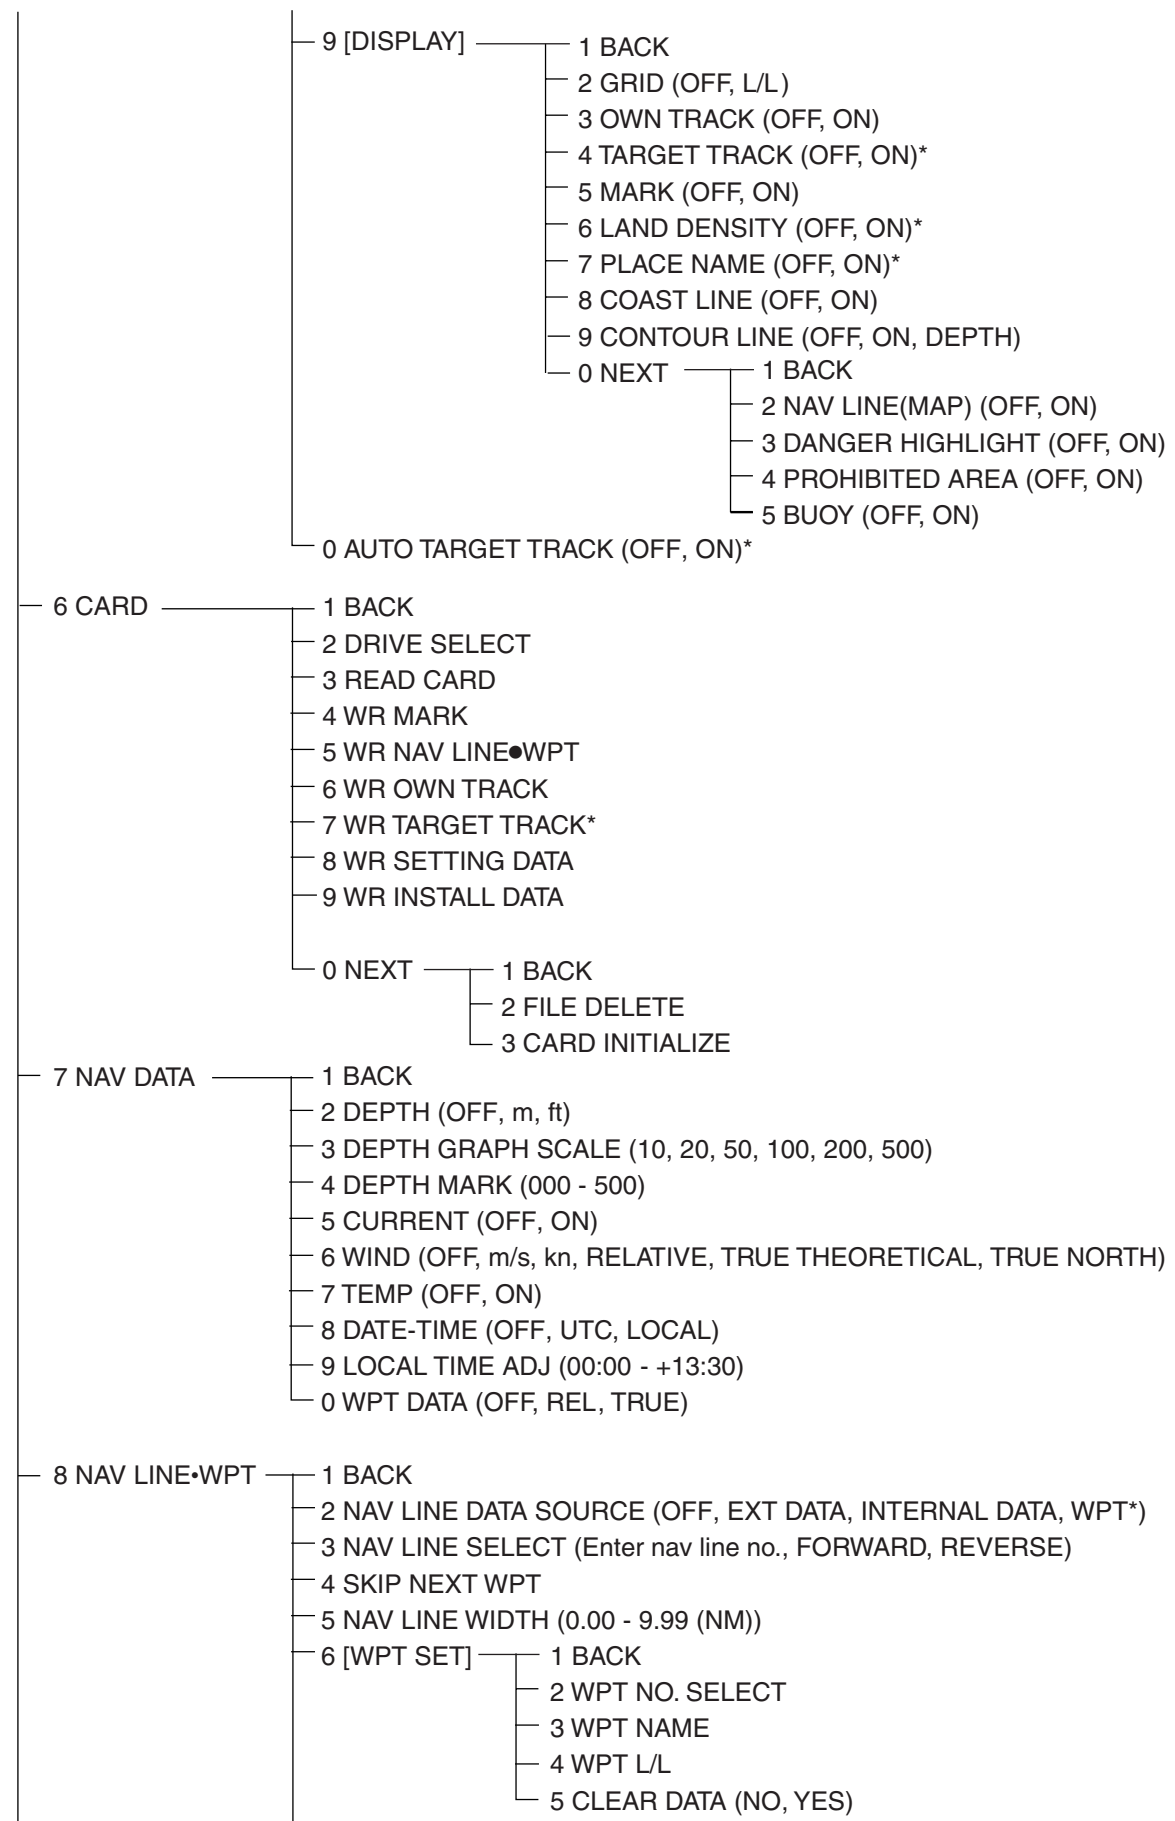 9 [DISPLAY]
1 BACK
2 GRID (OFF, L/L)
3 OWN TRACK (OFF, ON)
4 TARGET TRACK (OFF, ON)*
5 MARK (OFF, ON)
6 LAND DENSITY (OFF, ON)*
7 PLACE NAME (OFF, ON)*
8 COAST LINE (OFF, ON)
9 CONTOUR LINE (OFF, ON, DEPTH)
0 NEXT
1 BACK
2 NAV LINE(MAP) (OFF, ON)
3 DANGER HIGHLIGHT (OFF, ON)
4 PROHIBITED AREA (OFF, ON)
5 BUOY (OFF, ON)
0 AUTO TARGET TRACK (OFF, ON)*
6 CARD
1 BACK
2 DRIVE SELECT
3 READ CARD
4 WR MARK
5 WR NAV LINE●WPT
6 WR OWN TRACK
7 WR TARGET TRACK*
8 WR SETTING DATA
9 WR INSTALL DATA
0 NEXT
1 BACK
2 FILE DELETE
3 CARD INITIALIZE
7 NAV DATA
1 BACK
2 DEPTH (OFF, m, ft)
3 DEPTH GRAPH SCALE (10, 20, 50, 100, 200, 500)
4 DEPTH MARK (000 - 500)
5 CURRENT (OFF, ON)
6 WIND (OFF, m/s, kn, RELATIVE, TRUE THEORETICAL, TRUE NORTH)
7 TEMP (OFF, ON)
8 DATE-TIME (OFF, UTC, LOCAL)
9 LOCAL TIME ADJ (00:00 - +13:30)
0 WPT DATA (OFF, REL, TRUE)
8 NAV LINE•WPT
1 BACK
2 NAV LINE DATA SOURCE (OFF, EXT DATA, INTERNAL DATA, WPT*)
3 NAV LINE SELECT (Enter nav line no., FORWARD, REVERSE)
4 SKIP NEXT WPT
5 NAV LINE WIDTH (0.00 - 9.99 (NM))
6 [WPT SET]
1 BACK
2 WPT NO. SELECT
3 WPT NAME
4 WPT L/L
5 CLEAR DATA (NO, YES)